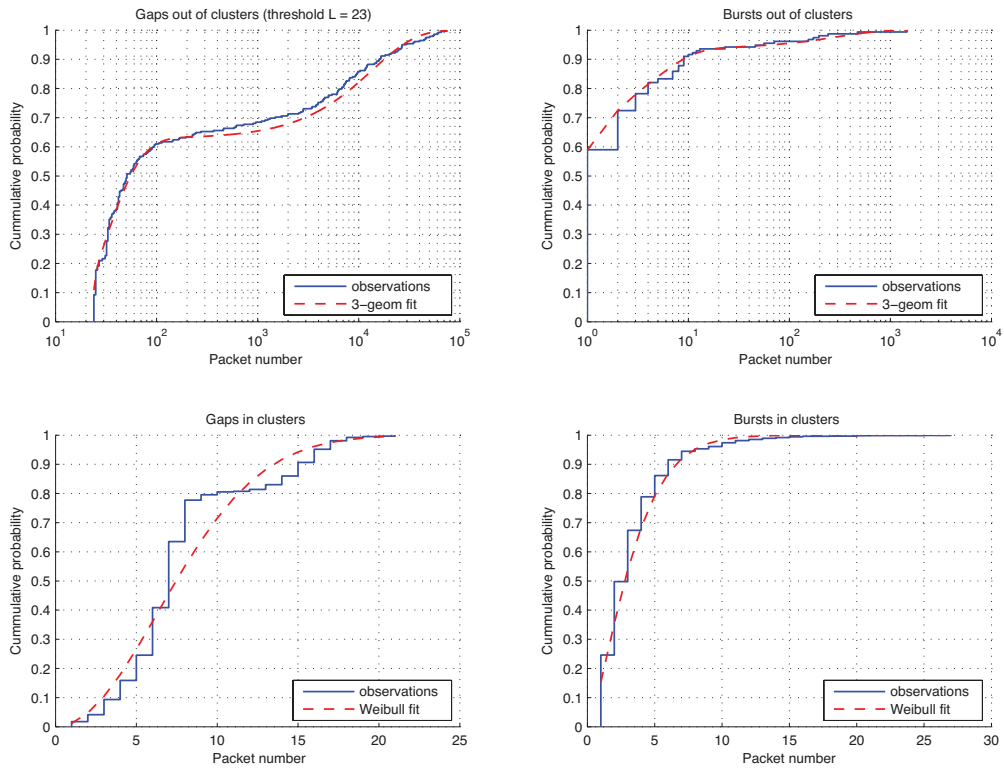 Gaps out of clusters (threshold L = 23)
1
0.9
0.8
0.7
0.6
0.5
0.4
0.3
0.2
0.1
0
Cummulative probability
observations
3−geom fit
10^1 10^2 10^3 10^4 10^5
Packet number
Bursts out of clusters
1
0.9
0.8
0.7
0.6
0.5
0.4
0.3
0.2
0.1
0
Cummulative probability
observations
3−geom fit
10^0 10^1 10^2 10^3 10^4
Packet number
Gaps in clusters
1
0.9
0.8
0.7
0.6
0.5
0.4
0.3
0.2
0.1
0
Cummulative probability
observations
Weibull fit
0 5 10 15 20 25
Packet number
Bursts in clusters
1
0.9
0.8
0.7
0.6
0.5
0.4
0.3
0.2
0.1
0
Cummulative probability
observations
Weibull fit
0 5 10 15 20 25 30
Packet number